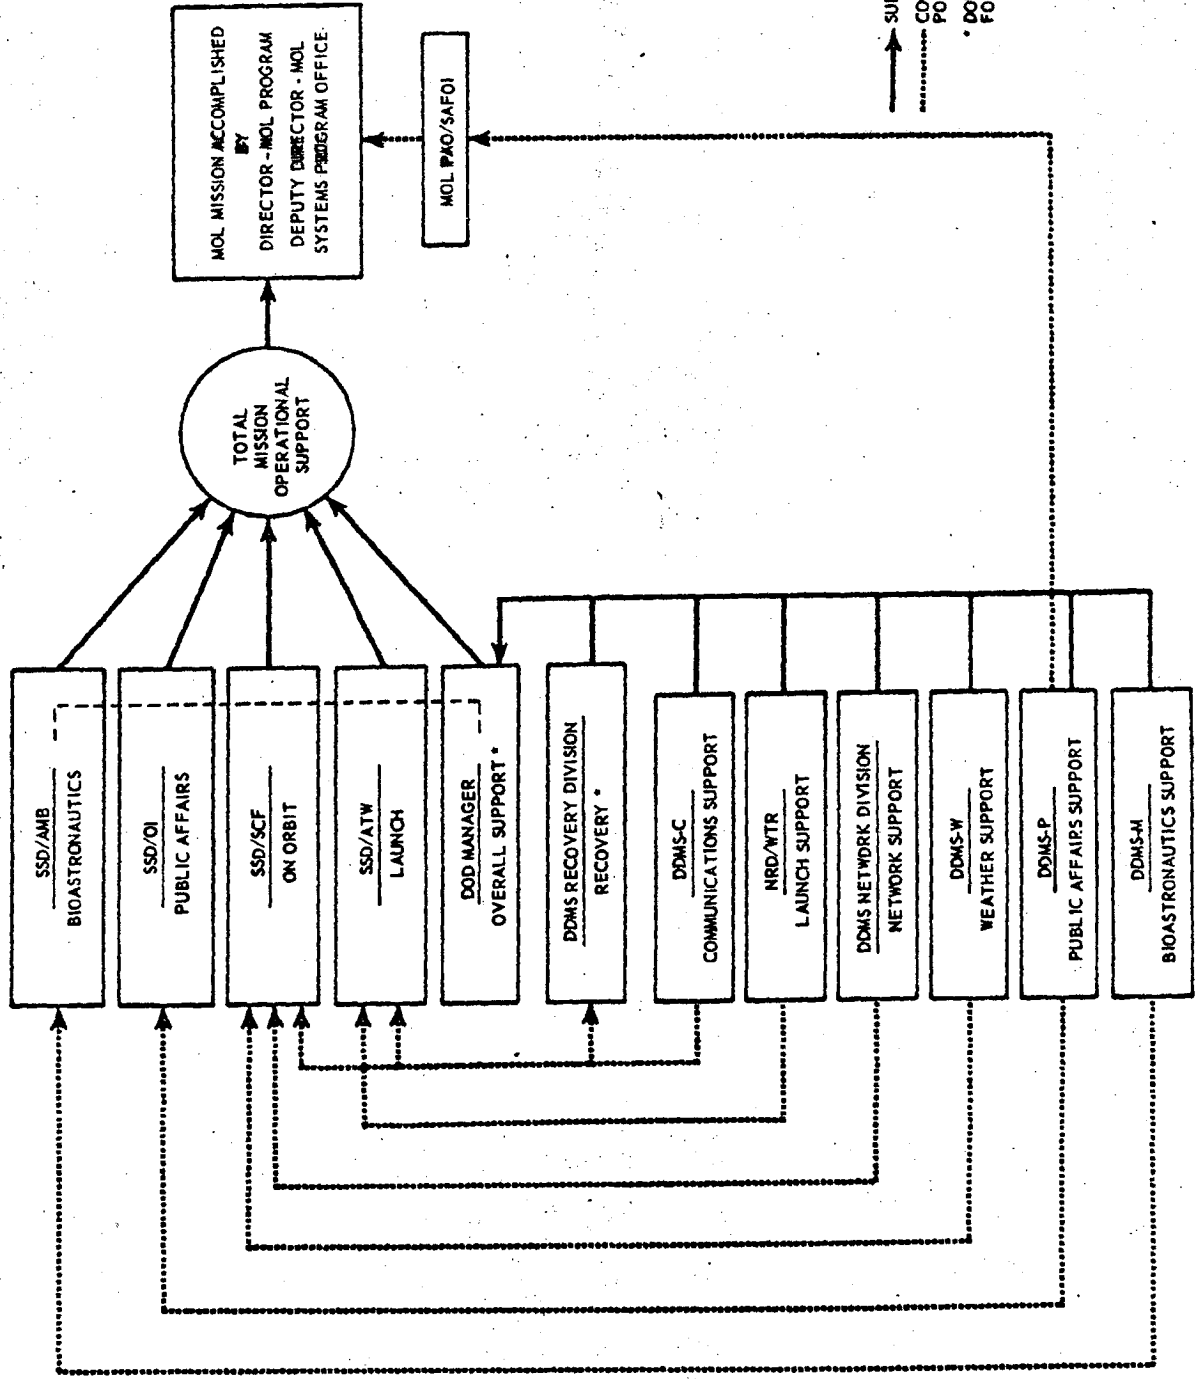 MOL MISSION ACCOMPLISHED
BY
DIRECTOR - MOL PROGRAM
DEPUTY DIRECTOR - MOL
SYSTEMS PROGRAM OFFICE
MOL PAO/SAFOI
TOTAL
MISSION
OPERATIONAL
SUPPORT
SSD/AMB
BIOASTRONAUTICS
SSD/OI
PUBLIC AFFAIRS
SSD/SCF
ON ORBIT
SSD/ATW
LAUNCH
DOD MANAGER
OVERALL SUPPORT *
DDMS RECOVERY DIVISION
RECOVERY *
DDMS-C
COMMUNICATIONS SUPPORT
NRD/WTR
LAUNCH SUPPORT
DDMS NETWORK DIVISION
NETWORK SUPPORT
DDMS-W
WEATHER SUPPORT
DDMS-P
PUBLIC AFFAIRS SUPPORT
DDMS-M
BIOASTRONAUTICS SUPPORT